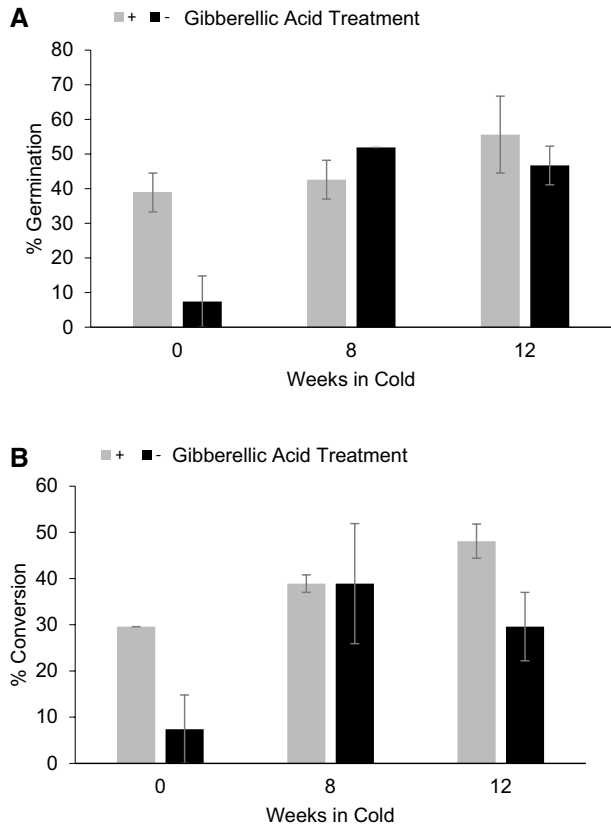 A
+ - Gibberellic Acid Treatment
80
70
60
50
40
30
20
10
0
% Germination
0 8 12
Weeks in Cold
B
+ - Gibberellic Acid Treatment
60
50
40
30
20
10
0
% Conversion
0 8 12
Weeks in Cold